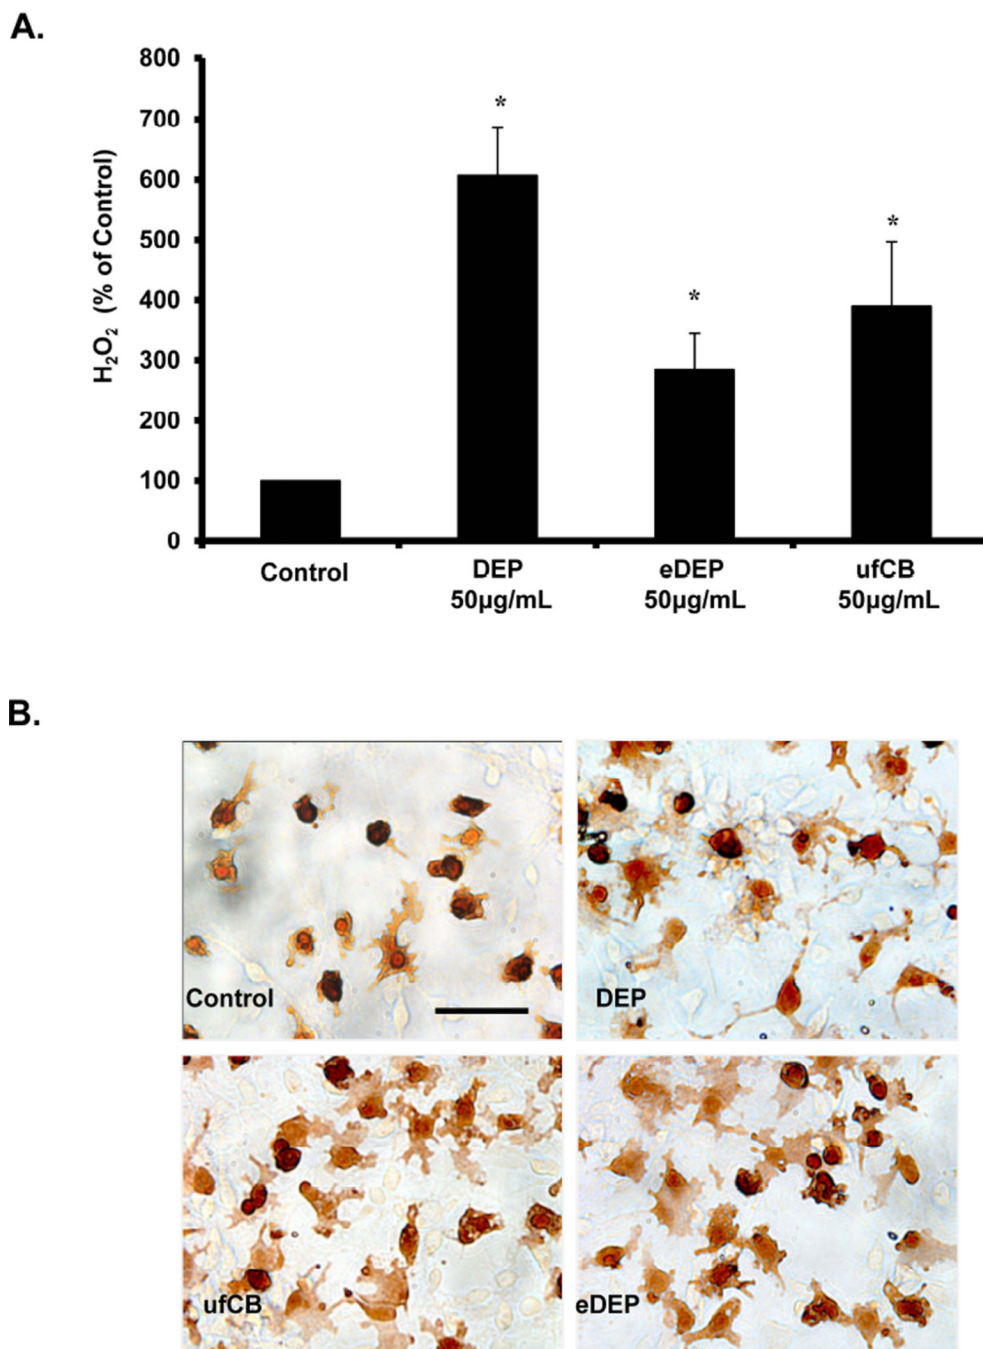 A.
H₂O₂ (% of Control)
800
700
600
500
400
300
200
100
0
*
*
*
Control
DEP
50µg/mL
eDEP
50µg/mL
ufCB
50µg/mL
B.
Control
DEP
ufCB
eDEP